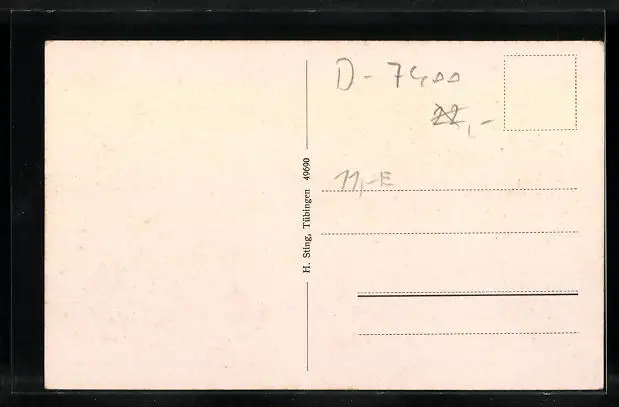 D - 7400
22,-
11,-E
H. Sting, Tübingen 49690